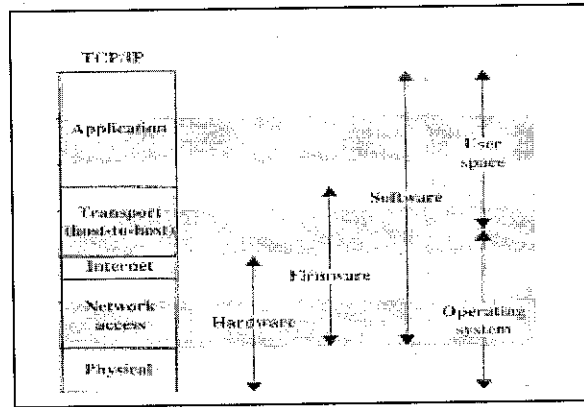 TCP/IP
Application
Transport
(host-to-host)
Internet
Network
access
Physical
Hardware
Firmware
Software
User
space
Operating
system